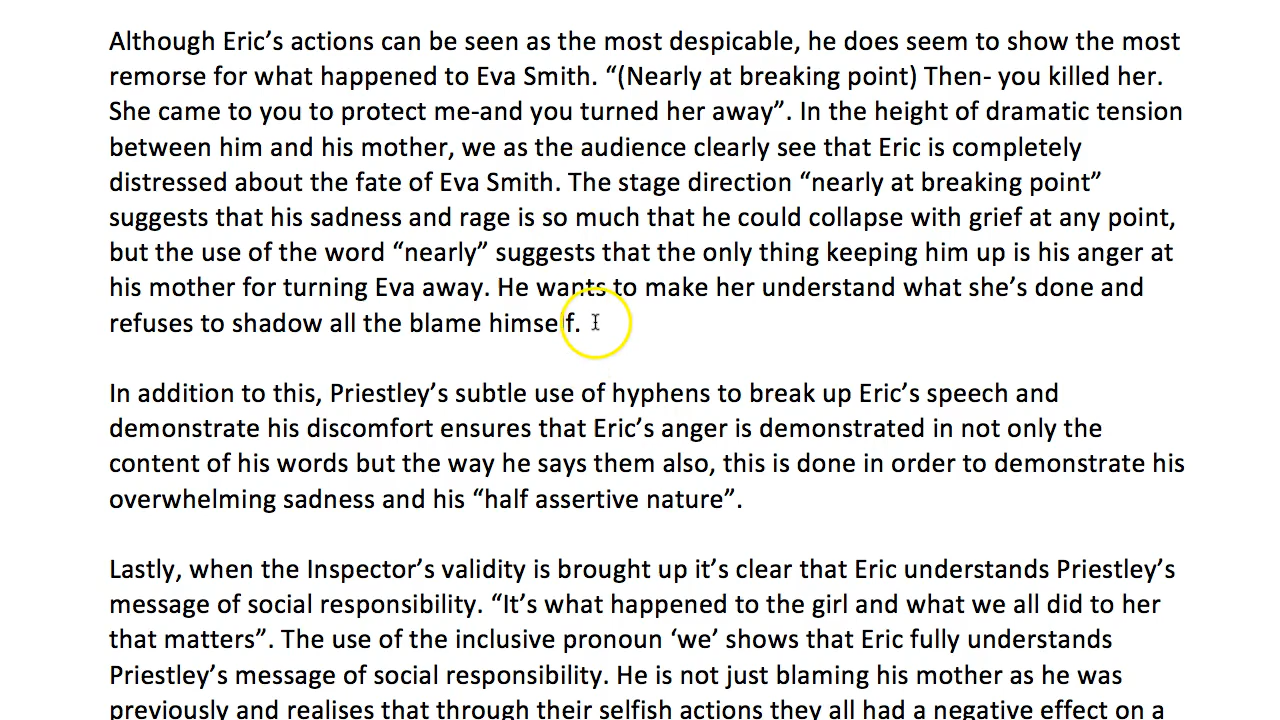 Although Eric’s actions can be seen as the most despicable, he does seem to show the most
remorse for what happened to Eva Smith. “(Nearly at breaking point) Then- you killed her.
She came to you to protect me-and you turned her away”. In the height of dramatic tension
between him and his mother, we as the audience clearly see that Eric is completely
distressed about the fate of Eva Smith. The stage direction “nearly at breaking point”
suggests that his sadness and rage is so much that he could collapse with grief at any point,
but the use of the word “nearly” suggests that the only thing keeping him up is his anger at
his mother for turning Eva away. He wants to make her understand what she’s done and
refuses to shadow all the blame himself.
In addition to this, Priestley’s subtle use of hyphens to break up Eric’s speech and
demonstrate his discomfort ensures that Eric’s anger is demonstrated in not only the
content of his words but the way he says them also, this is done in order to demonstrate his
overwhelming sadness and his “half assertive nature”.
Lastly, when the Inspector’s validity is brought up it’s clear that Eric understands Priestley’s
message of social responsibility. “It’s what happened to the girl and what we all did to her
that matters”. The use of the inclusive pronoun ‘we’ shows that Eric fully understands
Priestley’s message of social responsibility. He is not just blaming his mother as he was
previously and realises that through their selfish actions they all had a negative effect on a